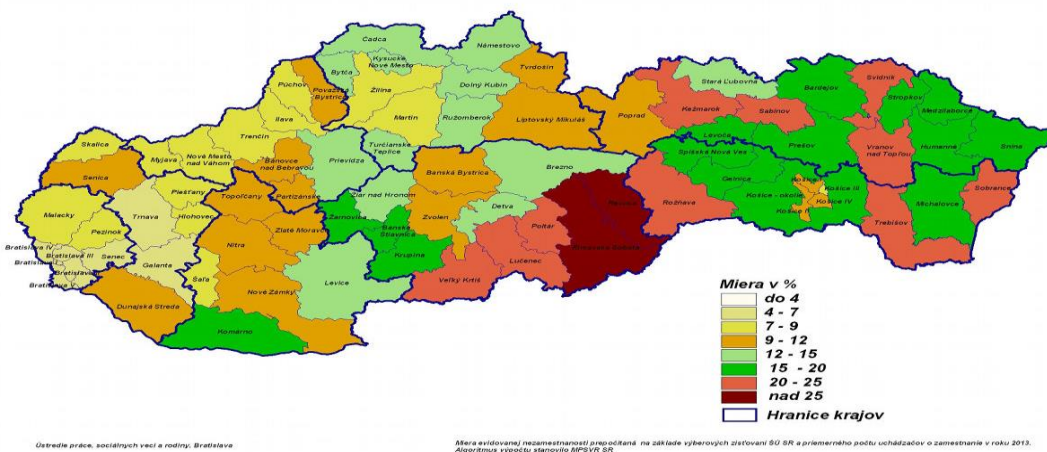 Čadca
Námestovo
Kysucké
Nové Mesto
Bytča
Tvrdošín
Púchov
Považská
Bystrica
Žilina
Dolný Kubín
Stará Ľubovňa
Svidník
Bardejov
Stropkov
Medzilaborce
Ilava
Martin
Ružomberok
Liptovský Mikuláš
Poprad
Kežmarok
Sabinov
Trenčín
Skalica
Myjava
Nové Mesto
nad Váhom
Turčianske
Teplice
Levoča
Prešov
Vranov
nad Topľou
Humenné
Snina
Senica
Bánovce
nad Bebravou
Prievidza
Banská Bystrica
Brezno
Spišská Nová Ves
Gelnica
Košice - okolie
Košice III
Košice IV
Košice II
Sobrance
Michalovce
Trebišov
Piešťany
Topoľčany
Partizánske
Žiar nad Hronom
Malacky
Trnava
Hlohovec
Žarnovica
Zvolen
Detva
Revúca
Rožňava
Pezinok
Zlaté Moravce
Banská
Štiavnica
Poltár
Rimavská Sobota
Bratislava IV
Bratislava III
Senec
Galanta
Nitra
Krupina
Lučenec
Šaľa
Levice
Veľký Krtíš
Dunajská Streda
Nové Zámky
Komárno
Miera v %
do 4
4 - 7
7 - 9
9 - 12
12 - 15
15 - 20
20 - 25
nad 25
Hranice krajov
Ústredie práce, sociálnych vecí a rodiny, Bratislava
Miera evidovanej nezamestnanosti prepočítaná na základe výberových zisťovaní ŠÚ SR a priemerného počtu uchádzačov o zamestnanie v roku 2013.
Algoritmus výpočtu stanovilo MPSVR SR